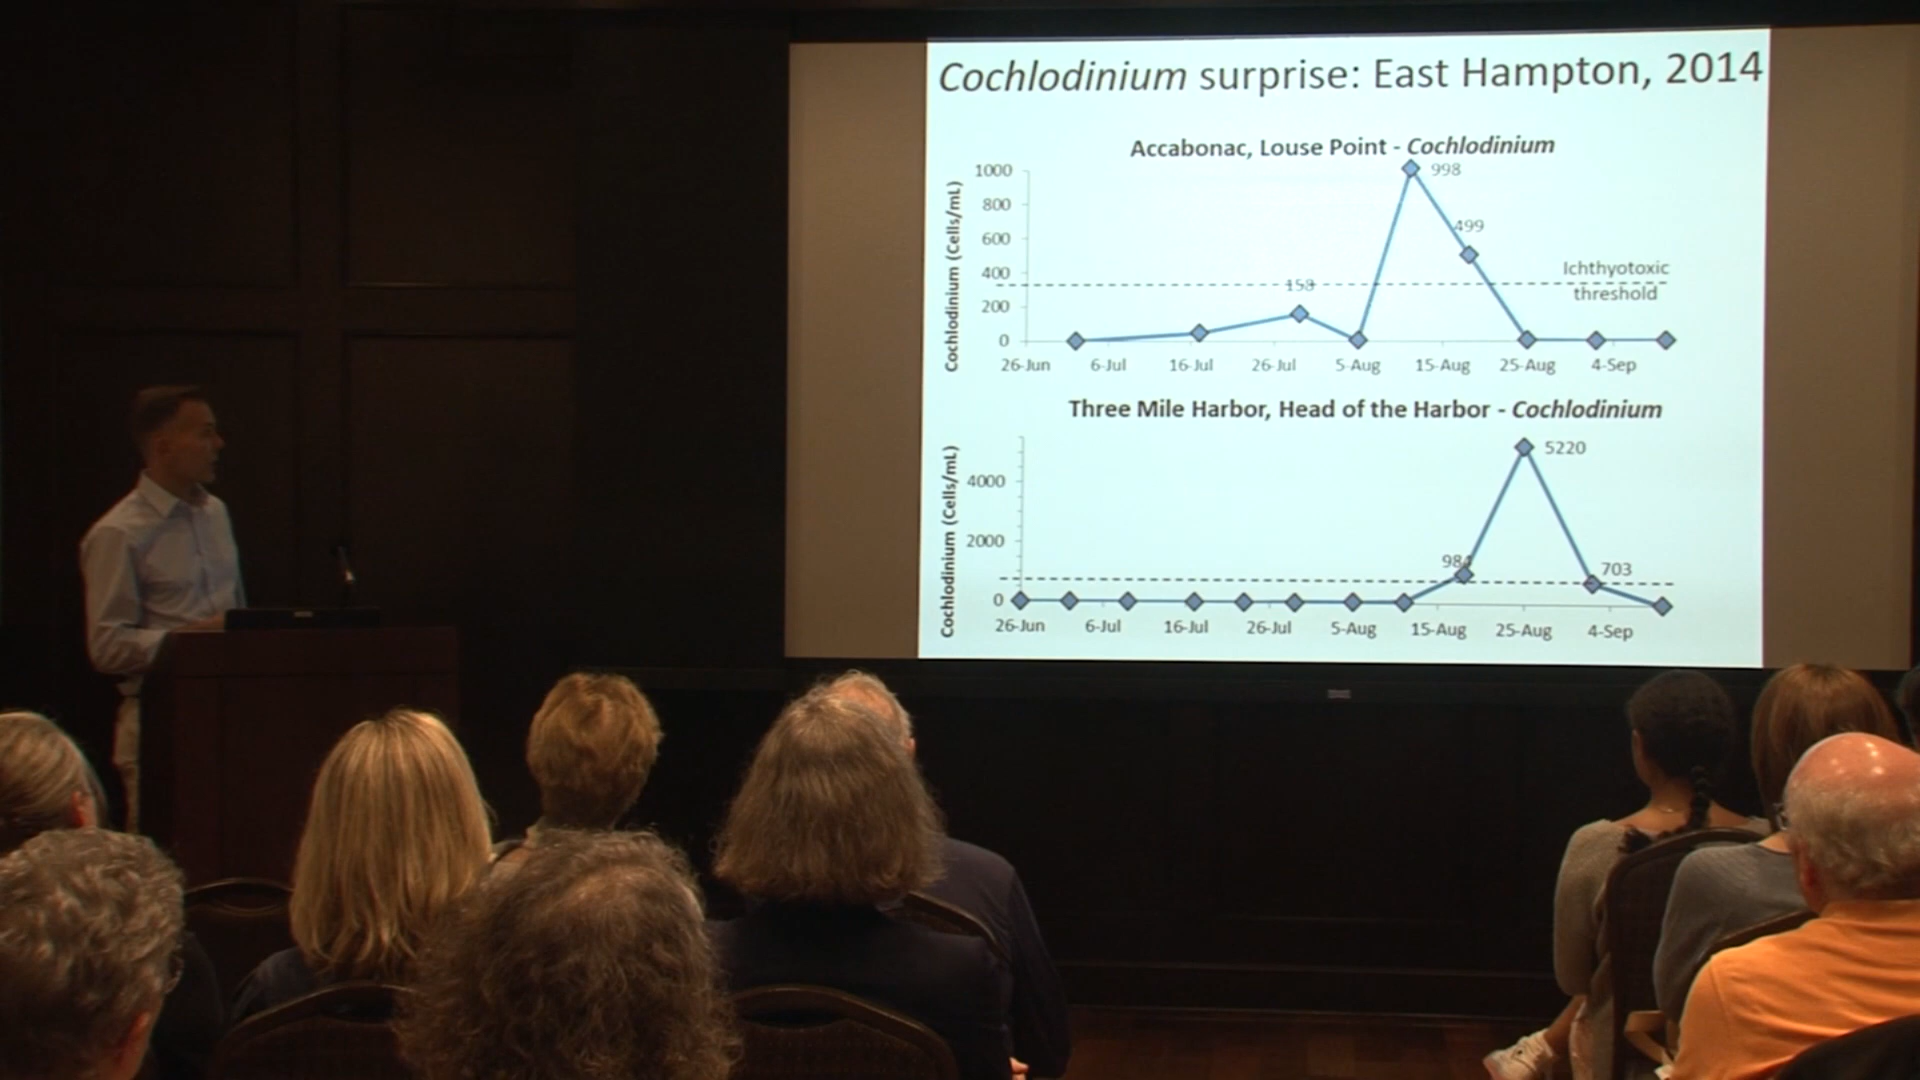 Cochlodinium surprise: East Hampton, 2014
Accabonac, Louse Point - Cochlodinium
Cochlodinium (Cells/mL)
1000
800
600
400
200
0
998
499
158
Ichthyotoxic
threshold
26-Jun 6-Jul 16-Jul 26-Jul 5-Aug 15-Aug 25-Aug 4-Sep
Three Mile Harbor, Head of the Harbor - Cochlodinium
Cochlodinium (Cells/mL)
4000
2000
0
5220
984
703
26-Jun 6-Jul 16-Jul 26-Jul 5-Aug 15-Aug 25-Aug 4-Sep